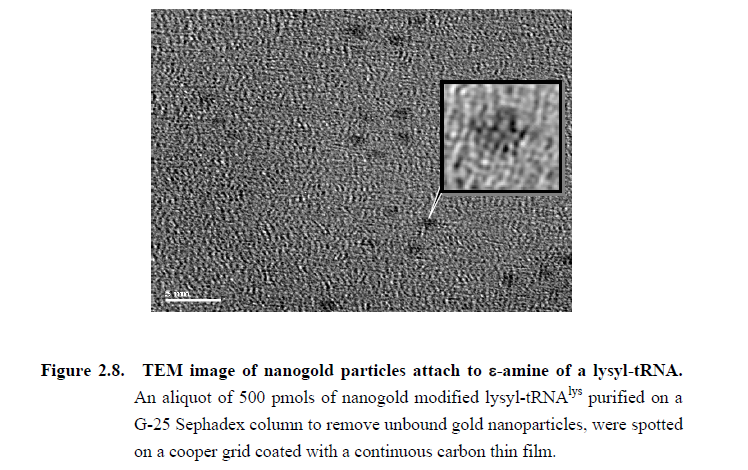 5 nm
Figure 2.8. TEM image of nanogold particles attach to ε-amine of a lysyl-tRNA.
An aliquot of 500 pmols of nanogold modified lysyl-tRNAlys purified on a
G-25 Sephadex column to remove unbound gold nanoparticles, were spotted
on a cooper grid coated with a continuous carbon thin film.